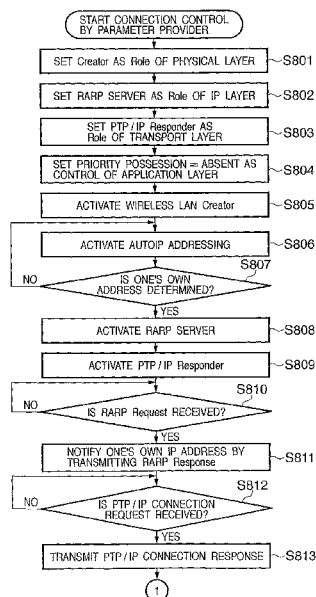 START CONNECTION CONTROL
BY PARAMETER PROVIDER
SET Creator AS Role OF PHYSICAL LAYER
S801
SET RARP SERVER AS Role OF IP LAYER
S802
SET PTP/IP Responder AS
Role OF TRANSPORT LAYER
S803
SET PRIORITY POSSESSION = ABSENT AS
CONTROL OF APPLICATION LAYER
S804
ACTIVATE WIRELESS LAN Creator
S805
ACTIVATE AUTOIP ADDRESSING
S806
S807
IS ONE'S OWN
ADDRESS DETERMINED?
NO
YES
ACTIVATE RARP SERVER
S808
ACTIVATE PTP/IP Responder
S809
S810
IS RARP Request RECEIVED?
NO
YES
NOTIFY ONE'S OWN IP ADDRESS BY
TRANSMITTING RARP Response
S811
S812
IS PTP/IP CONNECTION
REQUEST RECEIVED?
NO
YES
TRANSMIT PTP/IP CONNECTION RESPONSE
S813
1